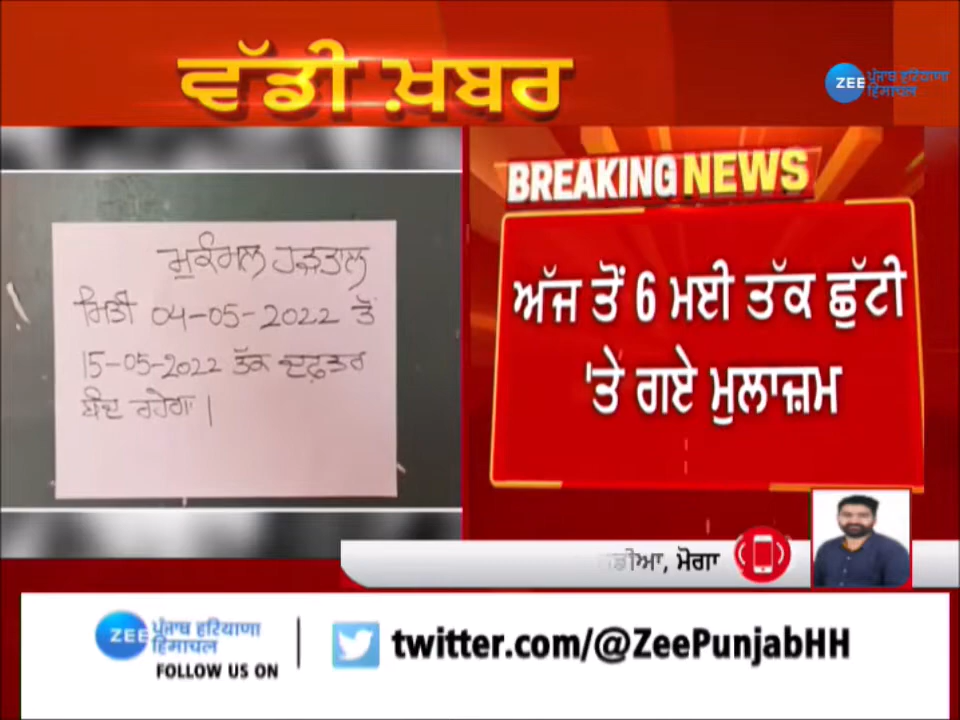 ਵੱਡੀ ਖ਼ਬਰ
ZEE ਪੰਜਾਬ ਹਰਿਆਣਾ
ਹਿਮਾਚਲ
ਮੁਕੰਮਲ ਹੜਤਾਲ
ਮਿਤੀ 04-05-2022 ਤੋਂ
15-05-2022 ਤੱਕ ਦਫ਼ਤਰ
ਬੰਦ ਰਹੇਗਾ।
BREAKING NEWS
ਅੱਜ ਤੋਂ 6 ਮਈ ਤੱਕ ਛੁੱਟੀ
'ਤੇ ਗਏ ਮੁਲਾਜ਼ਮ
ਮੋਗਾ
ZEE ਪੰਜਾਬ ਹਰਿਆਣਾ
ਹਿਮਾਚਲ
FOLLOW US ON
twitter.com/@ZeePunjabHH